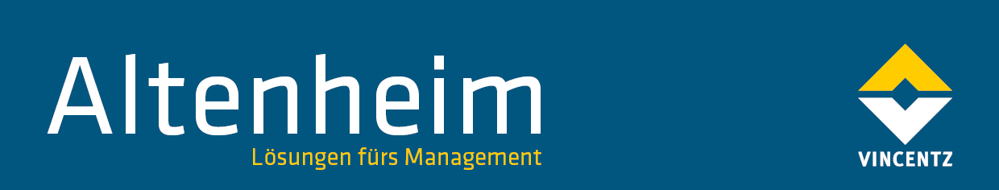 Altenheim
Lösungen fürs Management
VINCENTZ